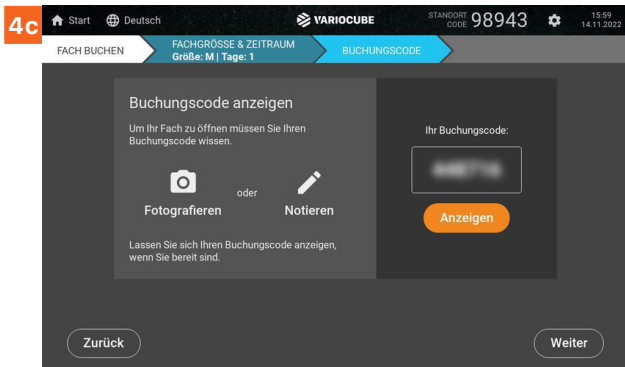 4c
Start Deutsch VARIOCUBE STANDORT CODE 98943 15:59 14.11.2022
FACH BUCHEN FACHGRÖSSE & ZEITRAUM
Größe: M | Tage: 1 BUCHUNGSCODE
Buchungscode anzeigen
Um Ihr Fach zu öffnen müssen Sie Ihren
Buchungscode wissen.
oder
Fotografieren Notieren
Lassen Sie sich Ihren Buchungscode anzeigen,
wenn Sie bereit sind.
Ihr Buchungscode:
Anzeigen
Zurück Weiter